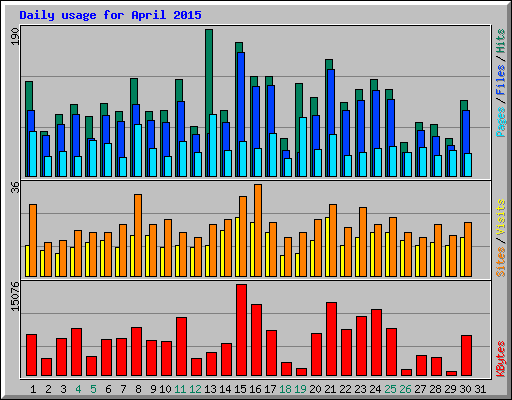 Daily usage for April 2015
190
Pages / Files / Hits
36
Sites / Visits
15076
KBytes
1 2 3 4 5 6 7 8 9 10 11 12 13 14 15 16 17 18 19 20 21 22 23 24 25 26 27 28 29 30 31